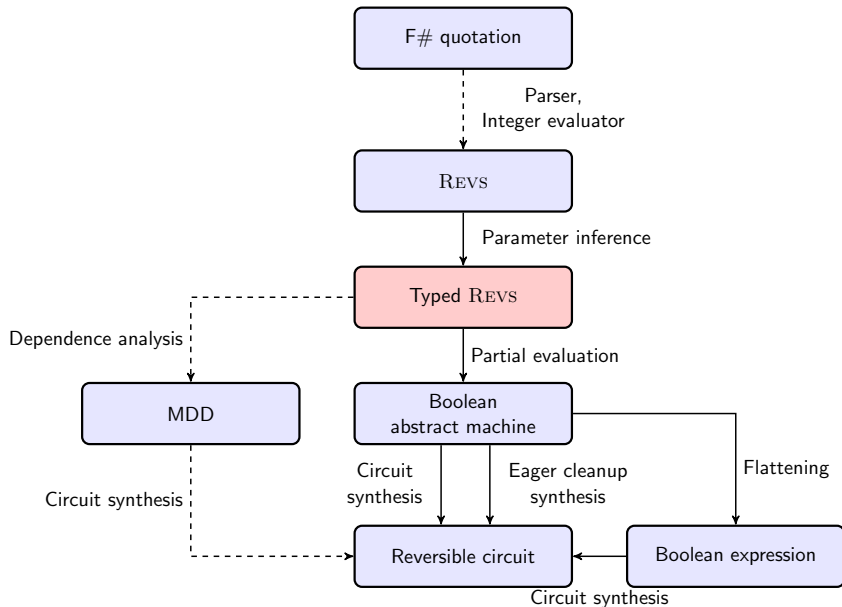 F# quotation
Parser,
Integer evaluator
REVS
Parameter inference
Typed REVS
Dependence analysis
Partial evaluation
MDD
Boolean
abstract machine
Circuit synthesis
Circuit
synthesis
Eager cleanup
synthesis
Flattening
Reversible circuit
Boolean expression
Circuit synthesis